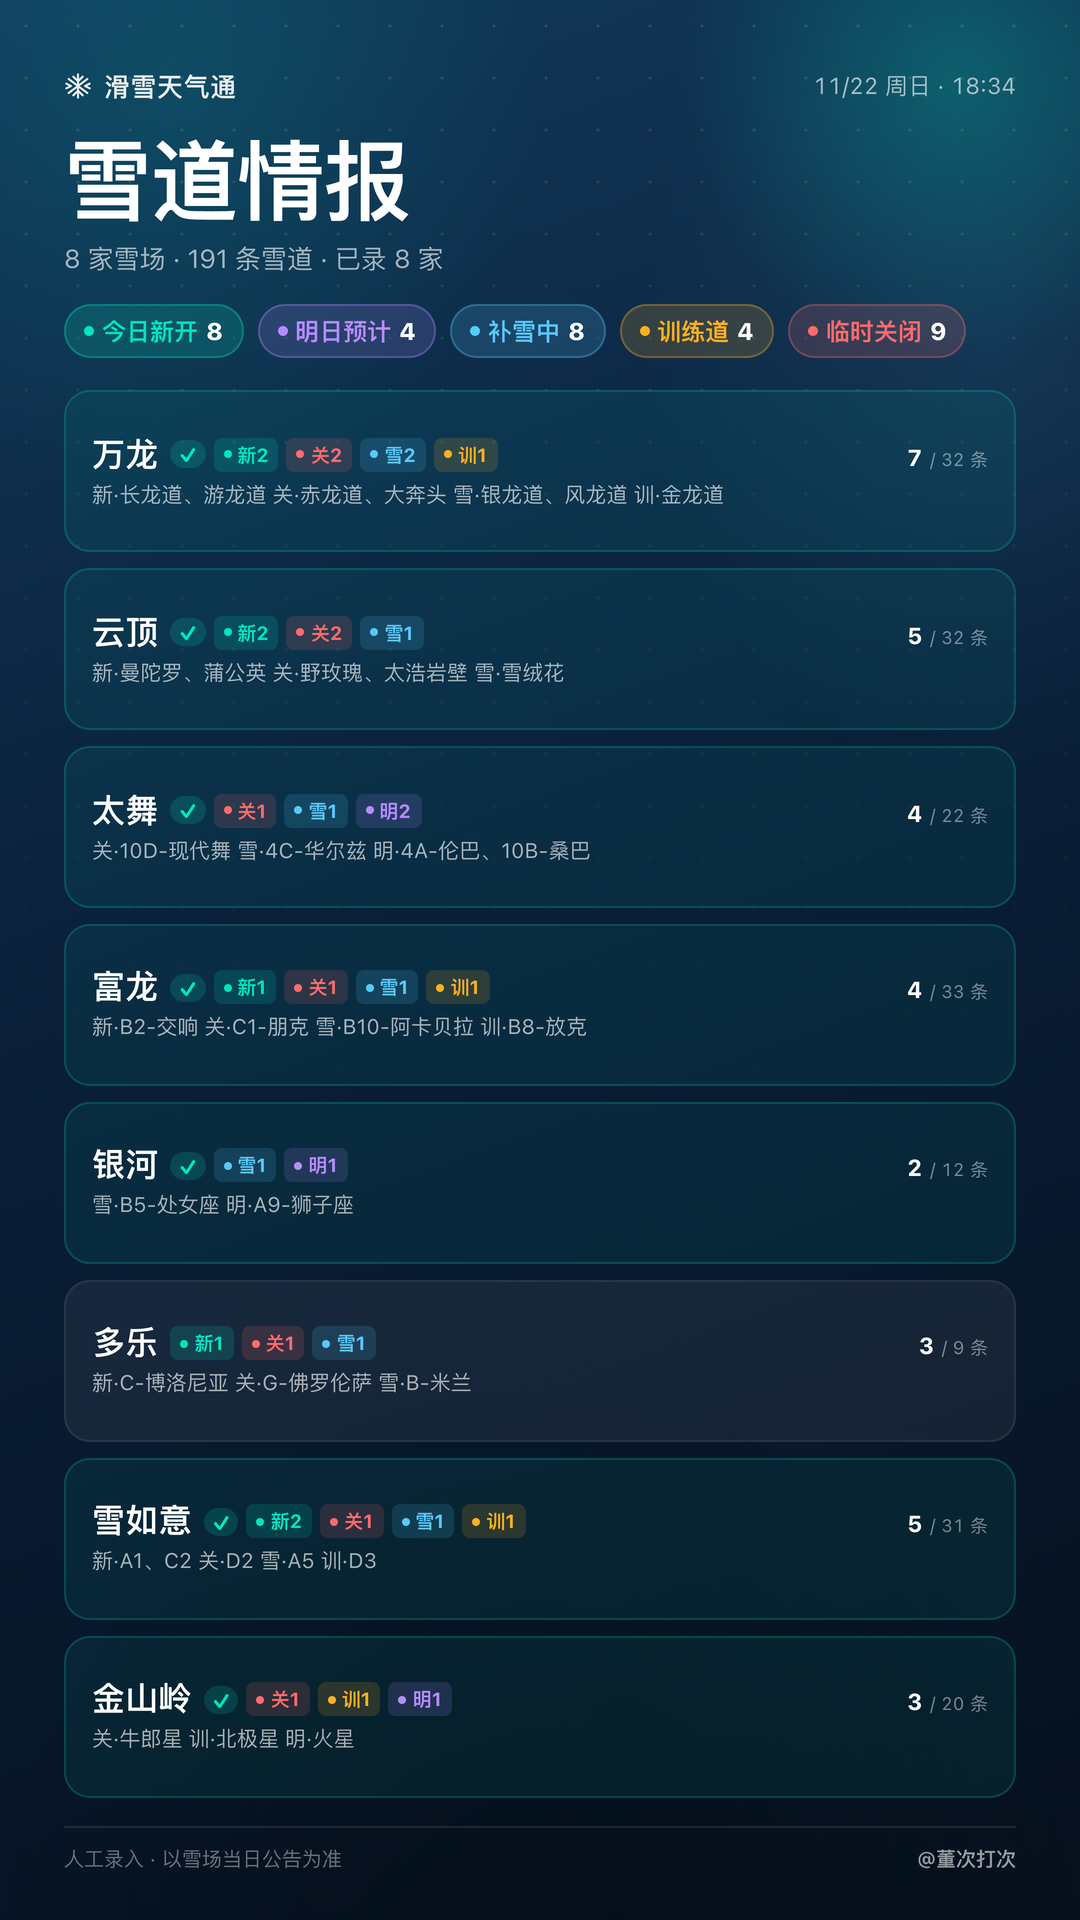 滑雪天气通
11/22 周日 · 18:34
雪道情报
8 家雪场 · 191 条雪道 · 已录 8 家
今日新开 8 明日预计 4 补雪中 8 训练道 4 临时关闭 9
万龙 新2 关2 雪2 训1 7 / 32 条
新·长龙道、游龙道 关·赤龙道、大奔头 雪·银龙道、风龙道 训·金龙道
云顶 新2 关2 雪1 5 / 32 条
新·曼陀罗、蒲公英 关·野玫瑰、太浩岩壁 雪·雪绒花
太舞 关1 雪1 明2 4 / 22 条
关·10D-现代舞 雪·4C-华尔兹 明·4A-伦巴、10B-桑巴
富龙 新1 关1 雪1 训1 4 / 33 条
新·B2-交响 关·C1-朋克 雪·B10-阿卡贝拉 训·B8-放克
银河 雪1 明1 2 / 12 条
雪·B5-处女座 明·A9-狮子座
多乐 新1 关1 雪1 3 / 9 条
新·C-博洛尼亚 关·G-佛罗伦萨 雪·B-米兰
雪如意 新2 关1 雪1 训1 5 / 31 条
新·A1、C2 关·D2 雪·A5 训·D3
金山岭 关1 训1 明1 3 / 20 条
关·牛郎星 训·北极星 明·火星
人工录入 · 以雪场当日公告为准
@董次打次